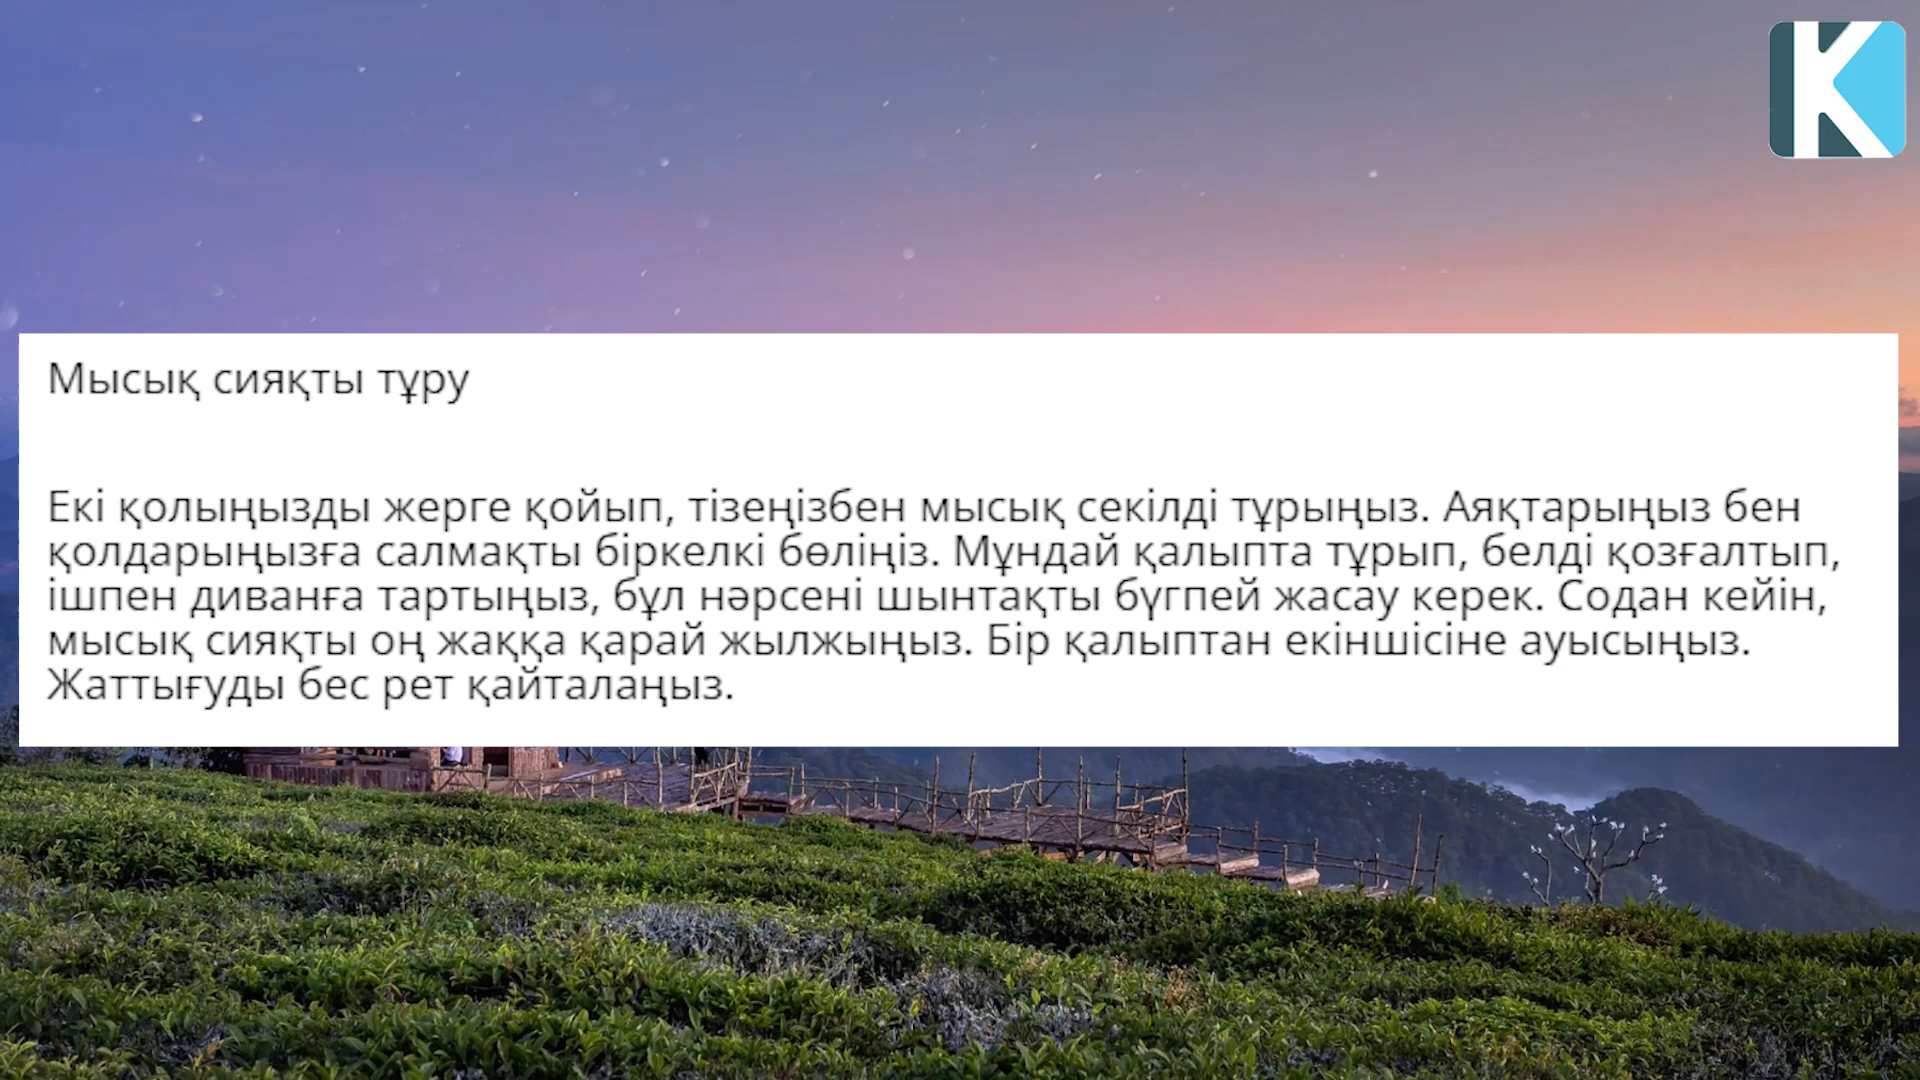 K
Мысық сияқты тұру
Екі қолыңызды жерге қойып, тізеңізбен мысық секілді тұрыңыз. Аяқтарыңыз бен
қолдарыңызға салмақты біркелкі бөліңіз. Мұндай қалыпта тұрып, белді қозғалтып,
ішпен диванға тартыңыз, бұл нәрсені шынтақты бүгпей жасау керек. Содан кейін,
мысық сияқты оң жаққа қарай жылжыңыз. Бір қалыптан екіншісіне ауысыңыз.
Жаттығуды бес рет қайталаңыз.